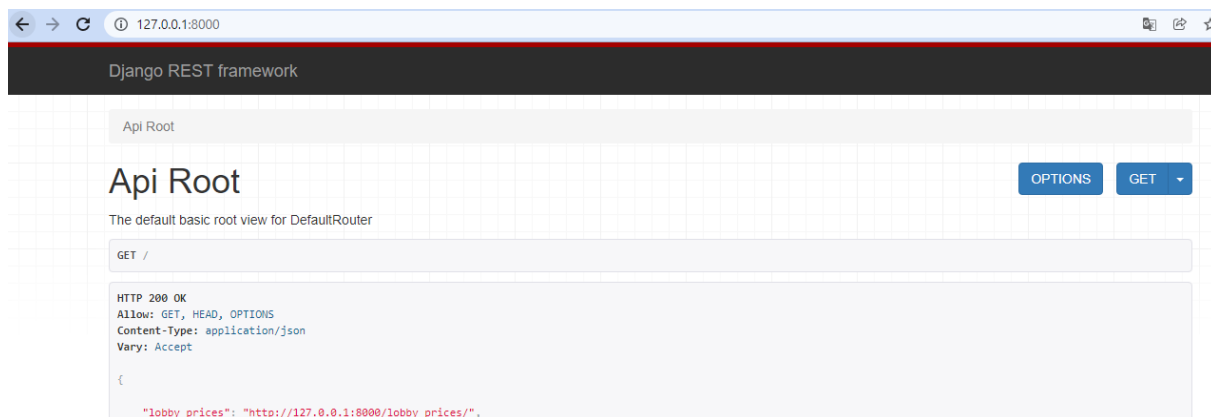 127.0.0.1:8000
Django REST framework
Api Root
Api Root
OPTIONS GET
The default basic root view for DefaultRouter
GET /
HTTP 200 OK
Allow: GET, HEAD, OPTIONS
Content-Type: application/json
Vary: Accept
{
"lobby_prices": "http://127.0.0.1:8000/lobby_prices/",